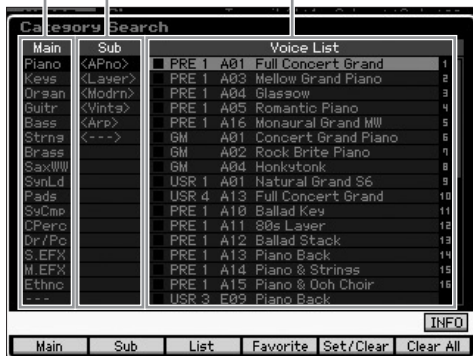 Category Search
Main Sub Voice List
Piano <APno> PRE 1 A01 Full Concert Grand 1
Keys <Layer> PRE 1 A03 Mellow Grand Piano 2
Organ <Modrn> PRE 1 A04 Glasgow 3
Guitr <Vintg> PRE 1 A05 Romantic Piano 4
Bass <Arp> PRE 1 A16 Monaural Grand MW 5
Strng <---> GM A01 Concert Grand Piano 6
Brass GM A02 Rock Brite Piano 7
SaxWW GM A04 Honkytonk 8
SynLd USR 1 A01 Natural Grand S6 9
Pads USR 4 A13 Full Concert Grand 10
SyCmp PRE 1 A10 Ballad Key 11
CPerc PRE 1 A11 80s Layer 12
Dr/Pc PRE 1 A12 Ballad Stack 13
S.EFX PRE 1 A13 Piano Back 14
M.EFX PRE 1 A14 Piano & Strings 15
Ethnc PRE 1 A15 Piano & Ooh Choir 16
--- USR 3 E09 Piano Back
INFO
Main Sub List Favorite Set/Clear Clear All